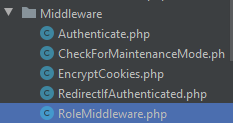 Middleware
Authenticate.php
CheckForMaintenanceMode.ph
EncryptCookies.php
RedirectIfAuthenticated.php
RoleMiddleware.php